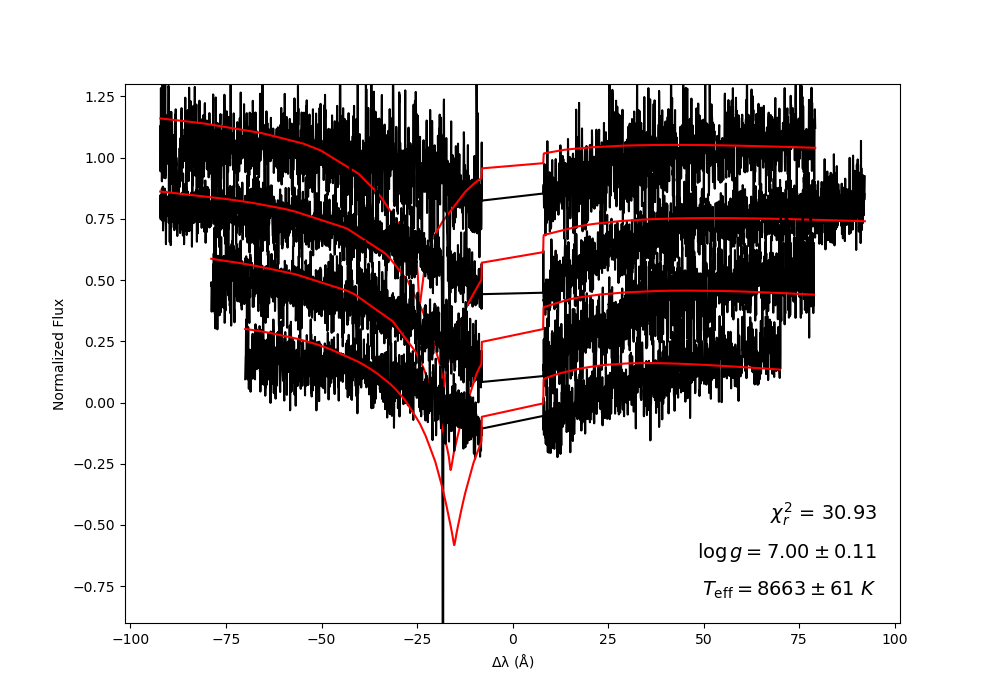 1.25
1.00
0.75
0.50
0.25
0.00
−0.25
−0.50
−0.75
Normalized Flux
χ²ᵣ = 30.93
log g = 7.00 ± 0.11
T_eff = 8663 ± 61 K
−100 −75 −50 −25 0 25 50 75 100
Δλ (Å)